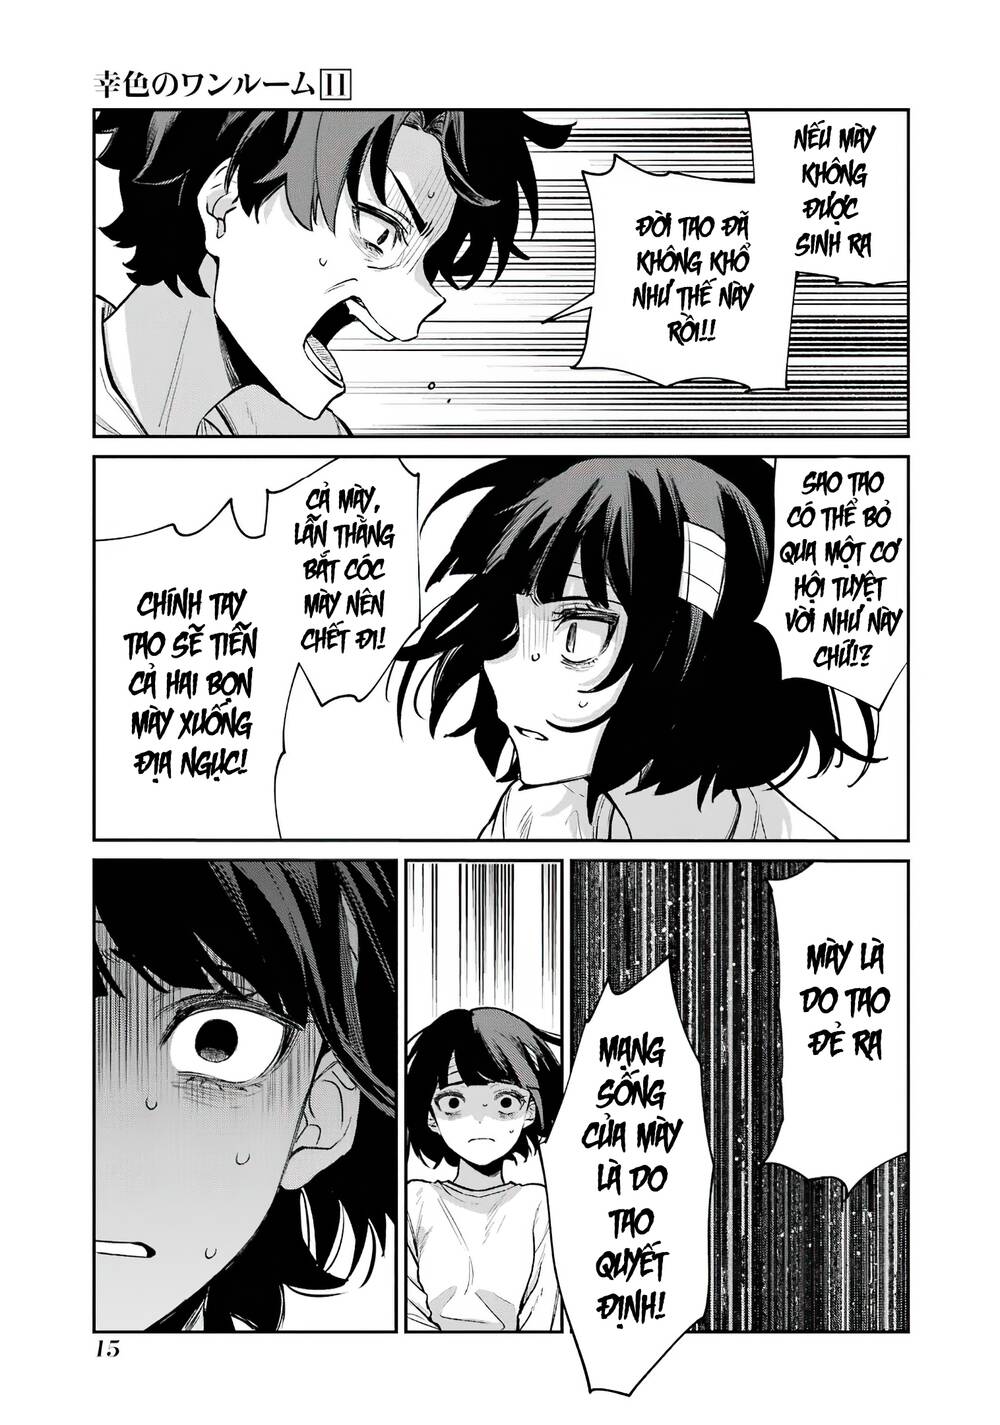 幸色のワンルーム 11
NẾU MÀY
KHÔNG
ĐƯỢC
SINH RA
ĐỜI TAO ĐÃ
KHÔNG KHỔ
NHƯ THẾ NÀY
RỒI!!
SAO TAO
CÓ THỂ BỎ
QUA MỘT CƠ
HỘI TUYỆT
VỜI NHƯ NÀY
CHỨ!?
CẢ MÀY,
LẪN THẰNG
BẮT CÓC
MÀY NÊN
CHẾT ĐI!
CHÍNH TAY
TAO SẼ TIỄN
CẢ HAI BỌN
MÀY XUỐNG
ĐỊA NGỤC!
MÀY LÀ
DO TAO
ĐẺ RA
MẠNG
SỐNG
CỦA MÀY
LÀ DO
TAO
QUYẾT
ĐỊNH!
15